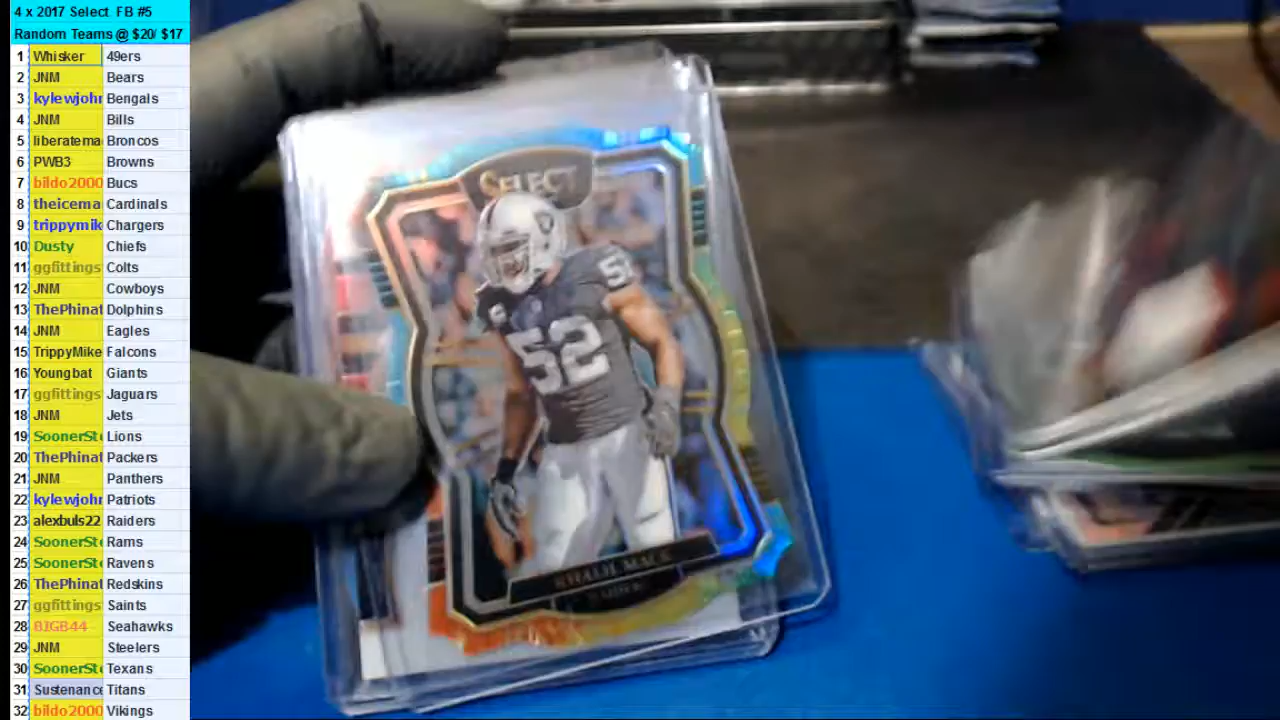 4 x 2017 Select FB #5
Random Teams @ $20/ $17
1 Whisker 49ers
2 JNM Bears
3 kylewjohr Bengals
4 JNM Bills
5 liberatema Broncos
6 PWB3 Browns
7 bildo2000 Bucs
8 theicema Cardinals
9 trippymik Chargers
10 Dusty Chiefs
11 ggfittings Colts
12 JNM Cowboys
13 ThePhinat Dolphins
14 JNM Eagles
15 TrippyMike Falcons
16 Youngbat Giants
17 ggfittings Jaguars
18 JNM Jets
19 SoonerSt Lions
20 ThePhinat Packers
21 JNM Panthers
22 kylewjohr Patriots
23 alexbuls22 Raiders
24 SoonerSt Rams
25 SoonerSt Ravens
26 ThePhinat Redskins
27 ggfittings Saints
28 BIGB44 Seahawks
29 JNM Steelers
30 SoonerSt Texans
31 Sustenance Titans
32 bildo2000 Vikings
SELECT
52
52
KHALIL MACK